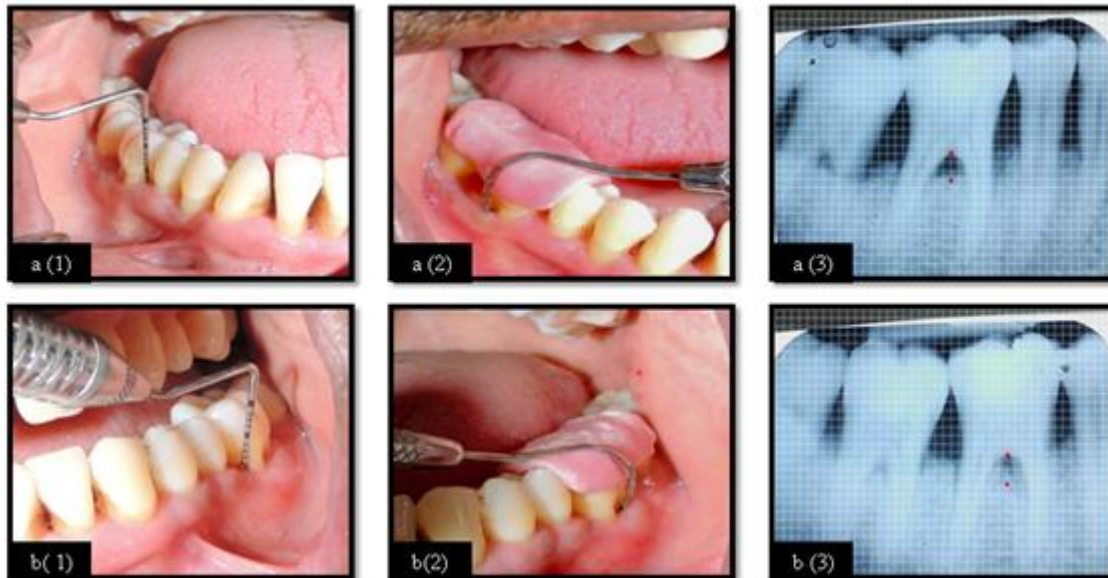 a (1)
a (2)
a (3)
b( 1)
b(2)
b (3)